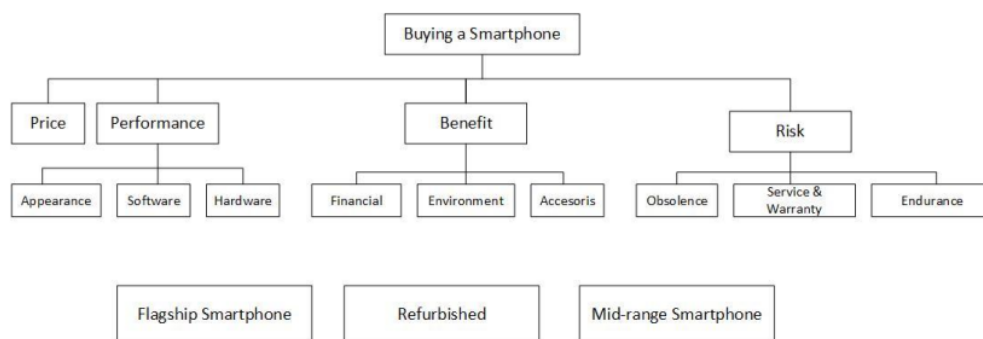 Buying a Smartphone
Price
Performance
Benefit
Risk
Appearance
Software
Hardware
Financial
Environment
Accesoris
Obsolence
Service &
Warranty
Endurance
Flagship Smartphone
Refurbished
Mid-range Smartphone